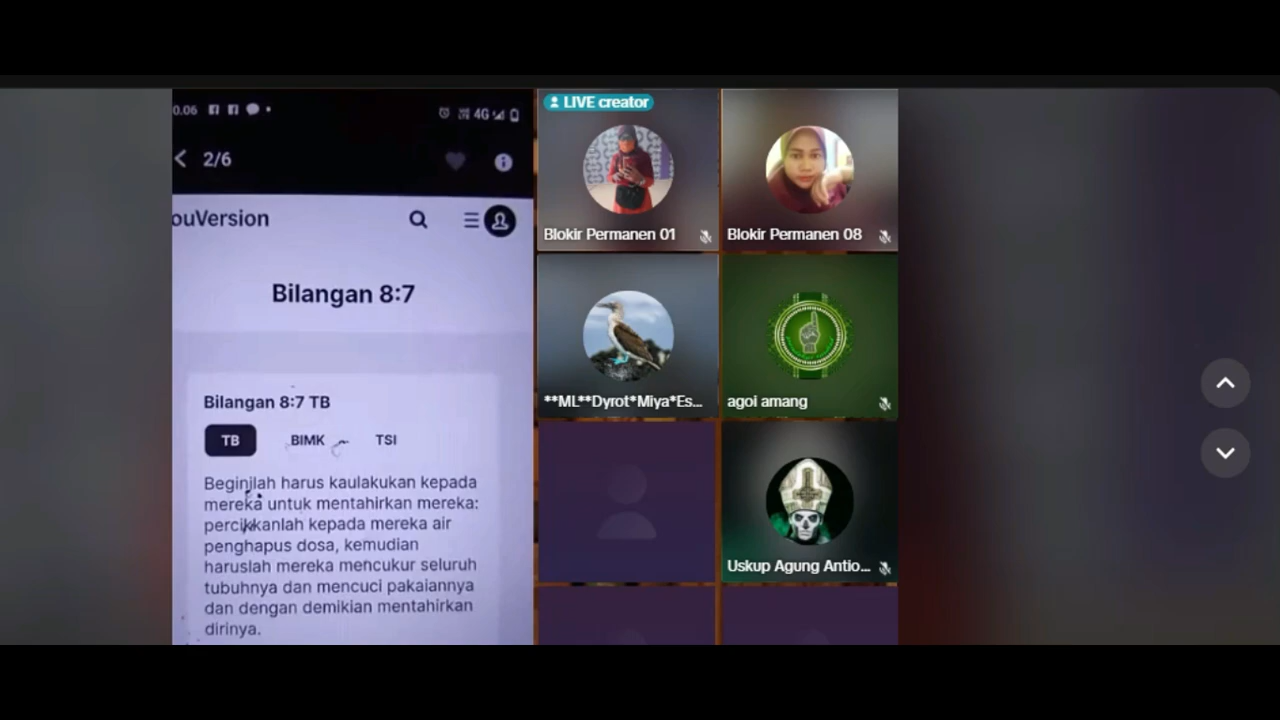 0.06
4G
2/6
ouVersion
Bilangan 8:7
Bilangan 8:7 TB
TB BIMK TSI
Beginilah harus kaulakukan kepada
mereka untuk mentahirkan mereka:
percikkanlah kepada mereka air
penghapus dosa, kemudian
haruslah mereka mencukur seluruh
tubuhnya dan mencuci pakaiannya
dan dengan demikian mentahirkan
dirinya.
LIVE creator
Blokir Permanen 01
Blokir Permanen 08
**ML**Dyrot*Miya*Es...
agoi amang
Uskup Agung Antio...